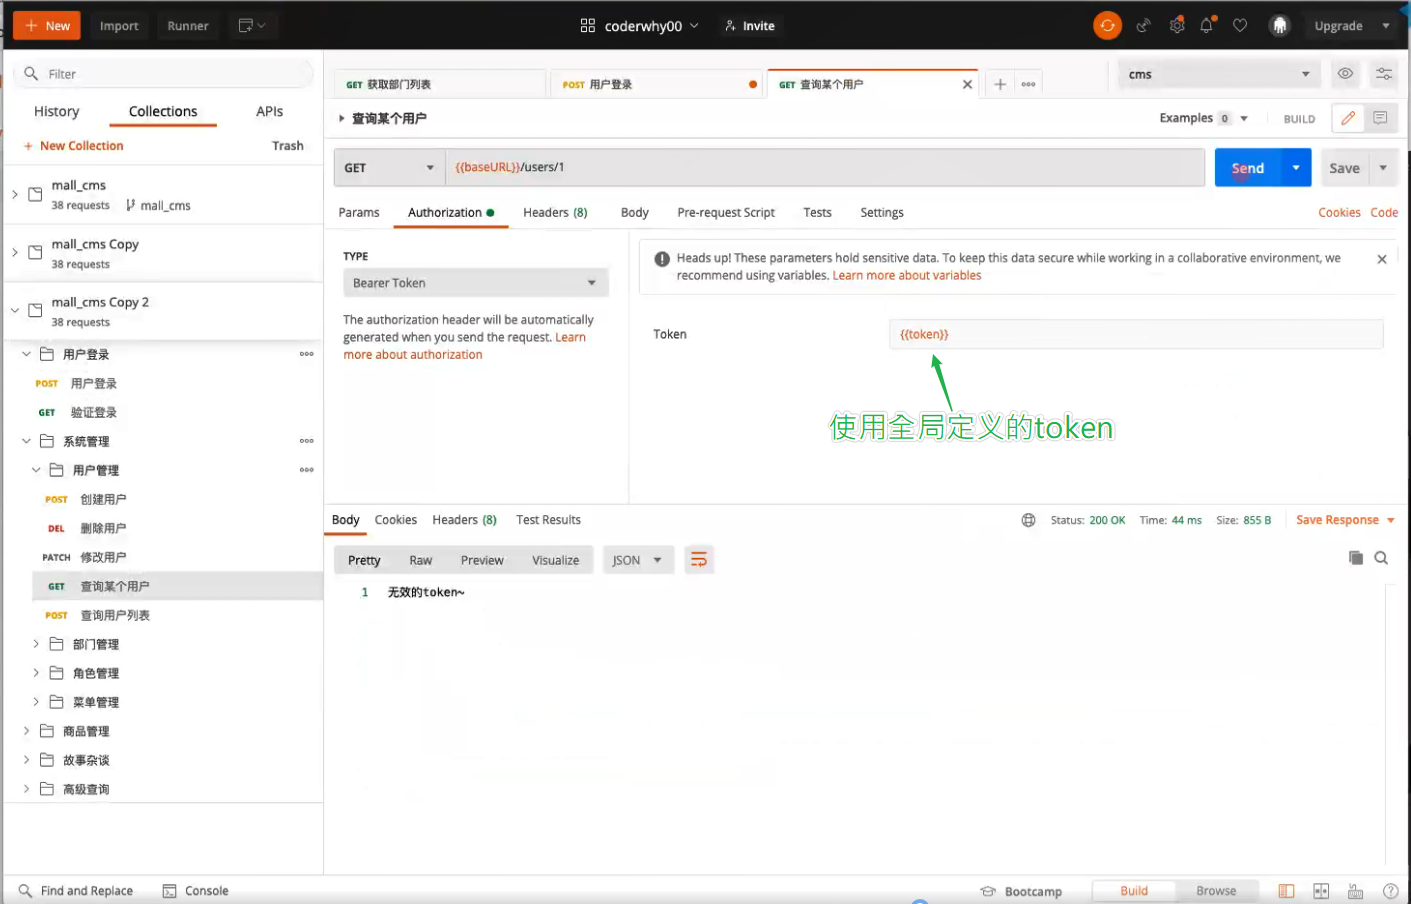 New
Import
Runner
coderwhy00
Invite
Upgrade
Filter
GET 获取部门列表
POST 用户登录
GET 查询某个用户
cms
History
Collections
APIs
查询某个用户
Examples 0
BUILD
New Collection
Trash
GET
{{baseURL}}/users/1
Send
Save
mall_cms
38 requests
mall_cms
Params
Authorization
Headers (8)
Body
Pre-request Script
Tests
Settings
Cookies
Code
mall_cms Copy
38 requests
TYPE
Bearer Token
The authorization header will be automatically
generated when you send the request. Learn
more about authorization
Heads up! These parameters hold sensitive data. To keep this data secure while working in a collaborative environment, we
recommend using variables. Learn more about variables
Token
{{token}}
使用全局定义的token
mall_cms Copy 2
38 requests
用户登录
POST 用户登录
GET 验证登录
系统管理
用户管理
POST 创建用户
DEL 删除用户
PATCH 修改用户
GET 查询某个用户
POST 查询用户列表
部门管理
角色管理
菜单管理
商品管理
故事杂谈
高级查询
Body
Cookies
Headers (8)
Test Results
Status: 200 OK
Time: 44 ms
Size: 855 B
Save Response
Pretty
Raw
Preview
Visualize
JSON
1 无效的token~
Find and Replace
Console
Bootcamp
Build
Browse